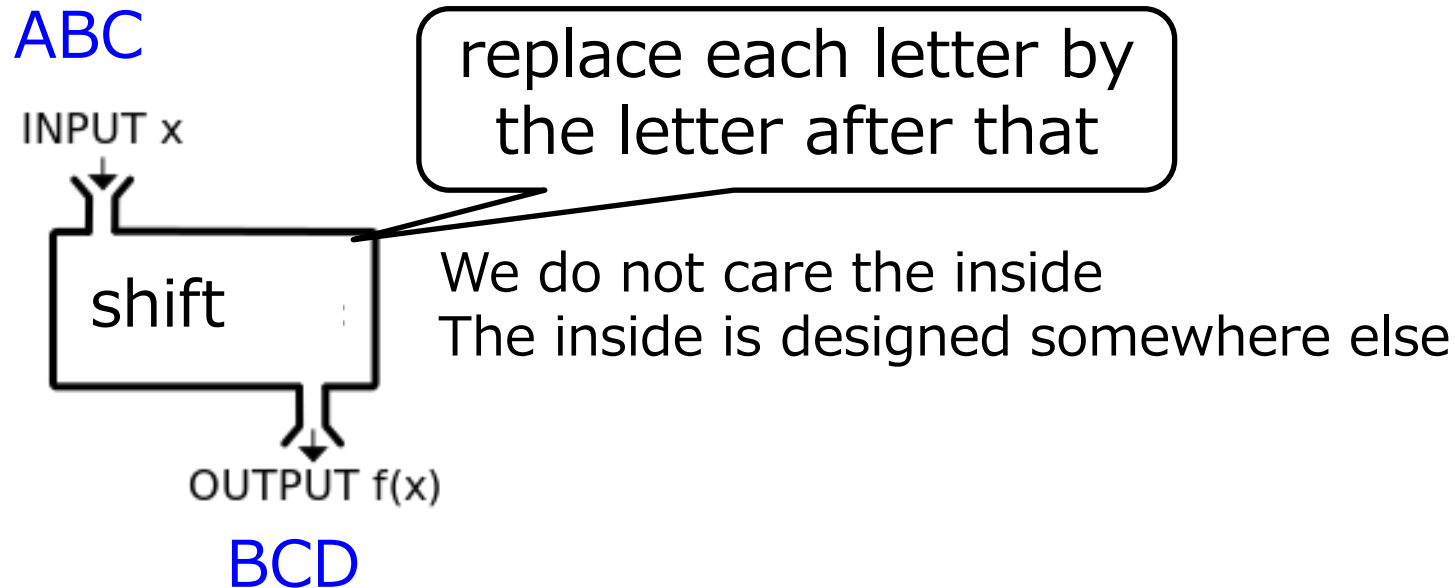 ABC
replace each letter by
the letter after that
INPUT x
shift
:
We do not care the inside
The inside is designed somewhere else
OUTPUT f(x)
BCD